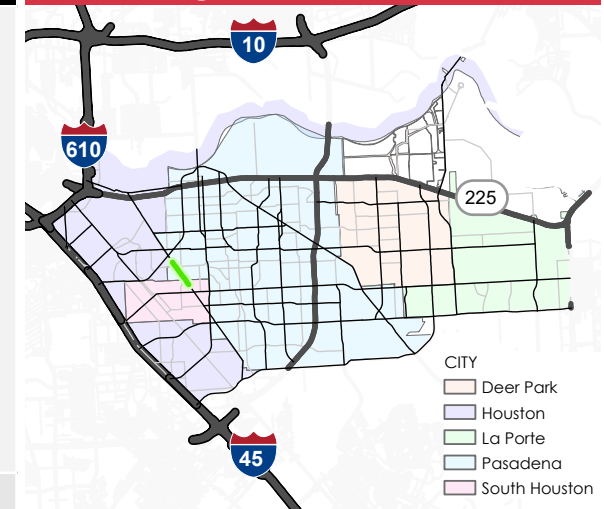 10
610
225
CITY
Deer Park
Houston
La Porte
Pasadena
South Houston
45